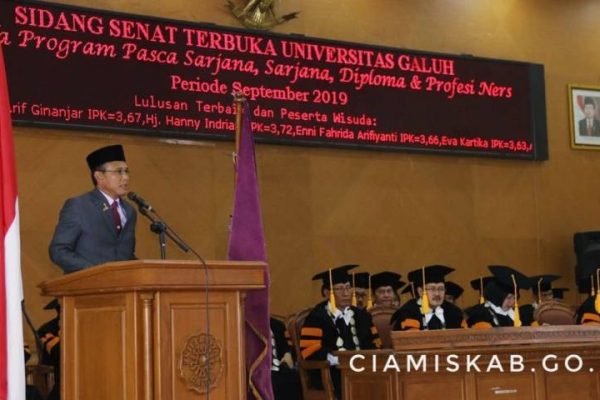 SIDANG SENAT TERBUKA UNIVERSITAS GALUH
a Program Pasca Sarjana, Sarjana, Diploma & Profesi Ners
Periode September 2019
Lulusan Terbaik dan Peserta Wisuda:
Arif Ginanjar IPK=3,67,Hj. Hanny Indrian IPK=3,72,Enni Fahrida Arifiyanti IPK=3,66,Eva Kartika IPK=3,63,A
CIAMISKAB.GO.